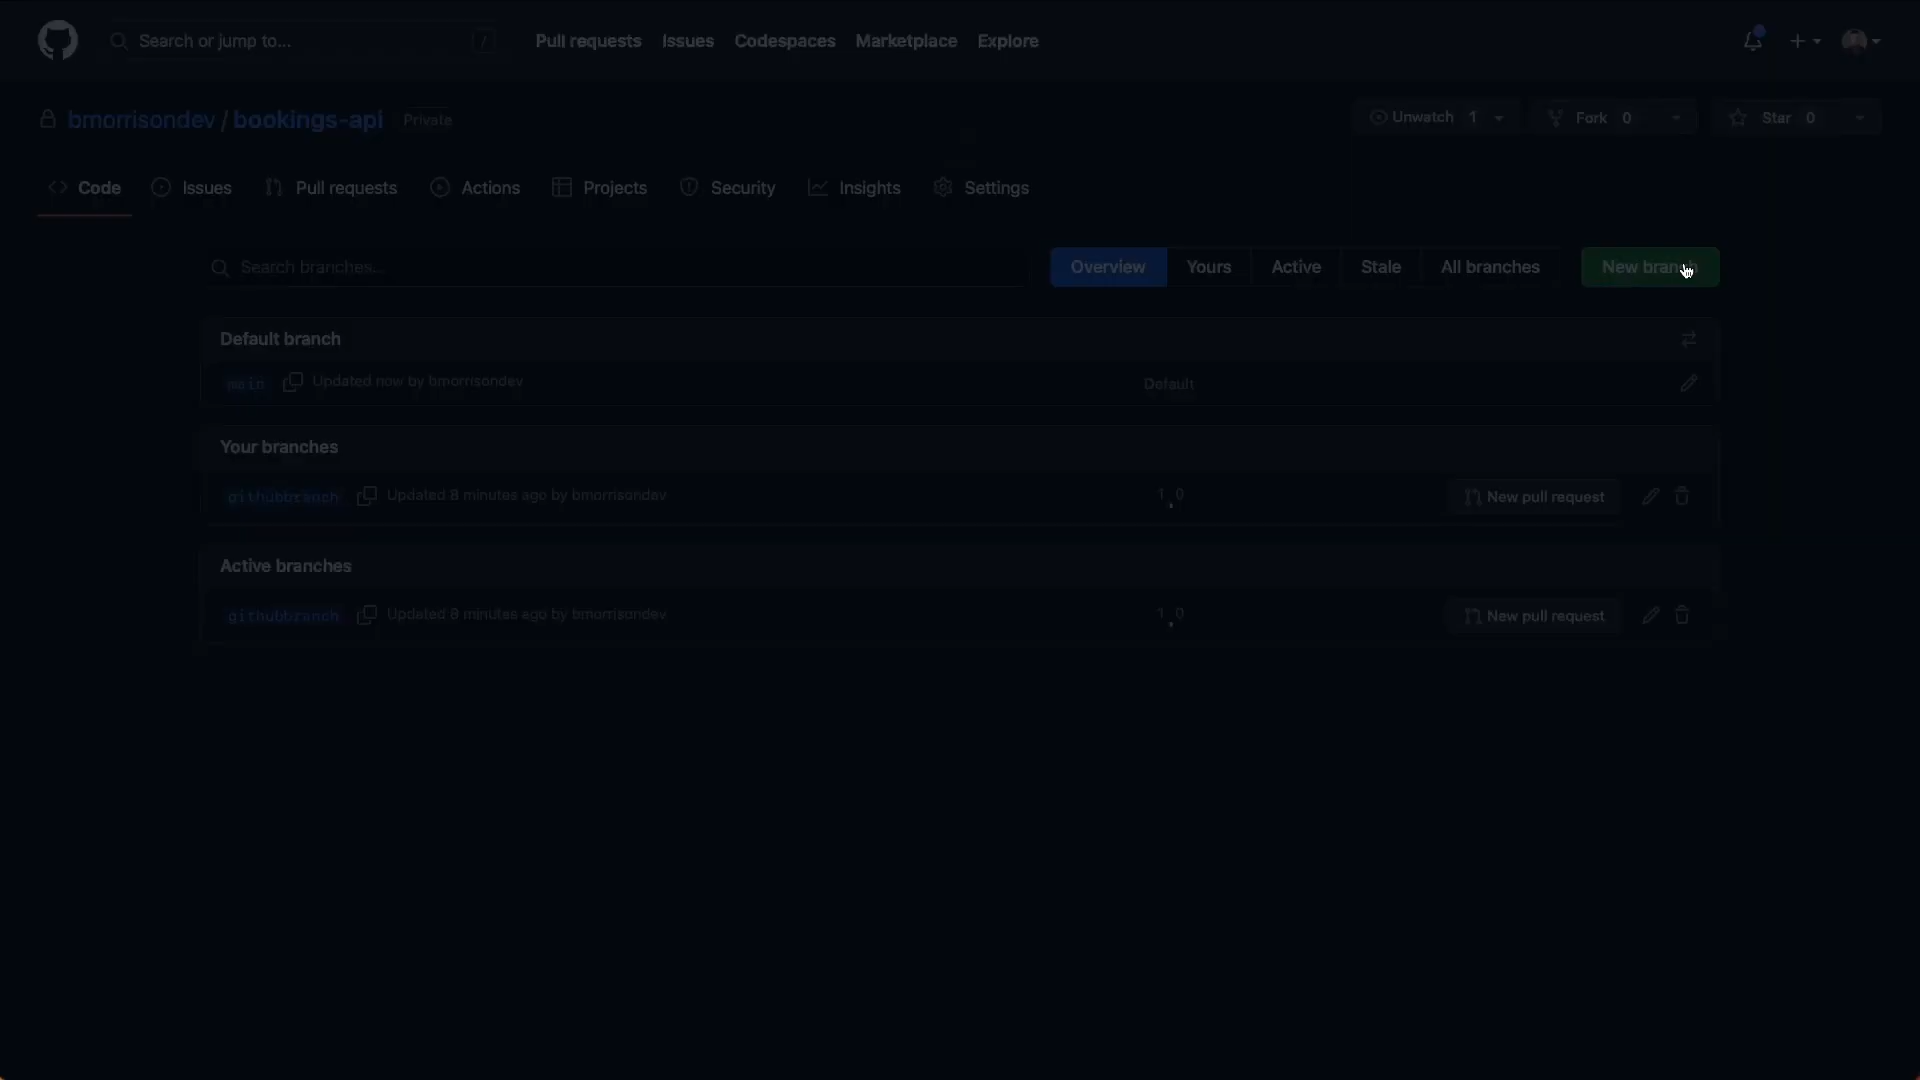 Search or jump to... /
Pull requests Issues Codespaces Marketplace Explore
bmorrisondev / bookings-api Private
Unwatch 1 Fork 0 Star 0
Code Issues Pull requests Actions Projects Security Insights Settings
Search branches...
Overview Yours Active Stale All branches New branch
Default branch
main Updated now by bmorrisondev Default
Your branches
githubbranch Updated 8 minutes ago by bmorrisondev 1 0 New pull request
Active branches
githubbranch Updated 8 minutes ago by bmorrisondev 1 0 New pull request